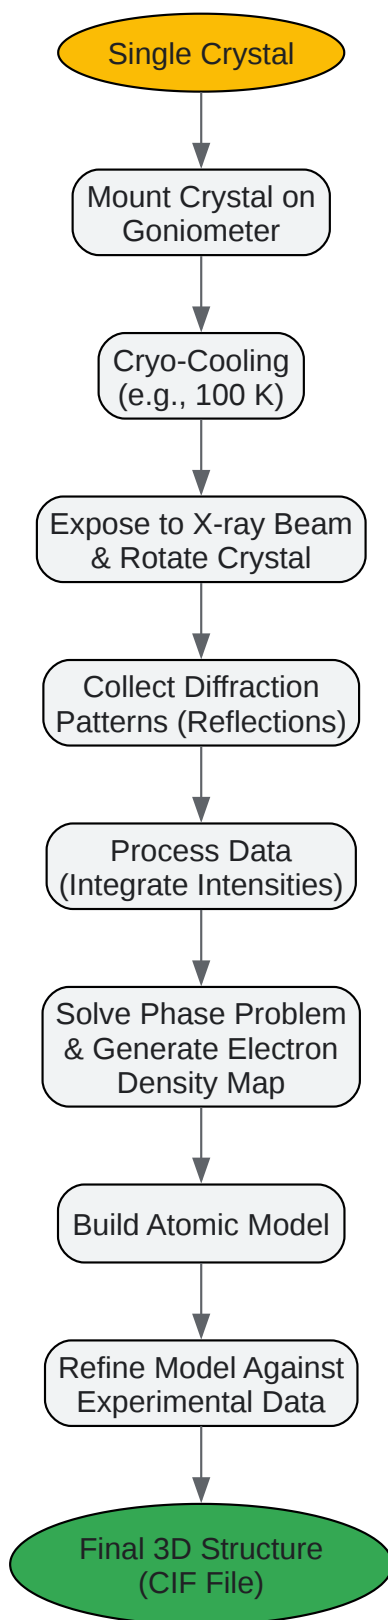 Single Crystal
Mount Crystal on
Goniometer
Cryo-Cooling
(e.g., 100 K)
Expose to X-ray Beam
& Rotate Crystal
Collect Diffraction
Patterns (Reflections)
Process Data
(Integrate Intensities)
Solve Phase Problem
& Generate Electron
Density Map
Build Atomic Model
Refine Model Against
Experimental Data
Final 3D Structure
(CIF File)